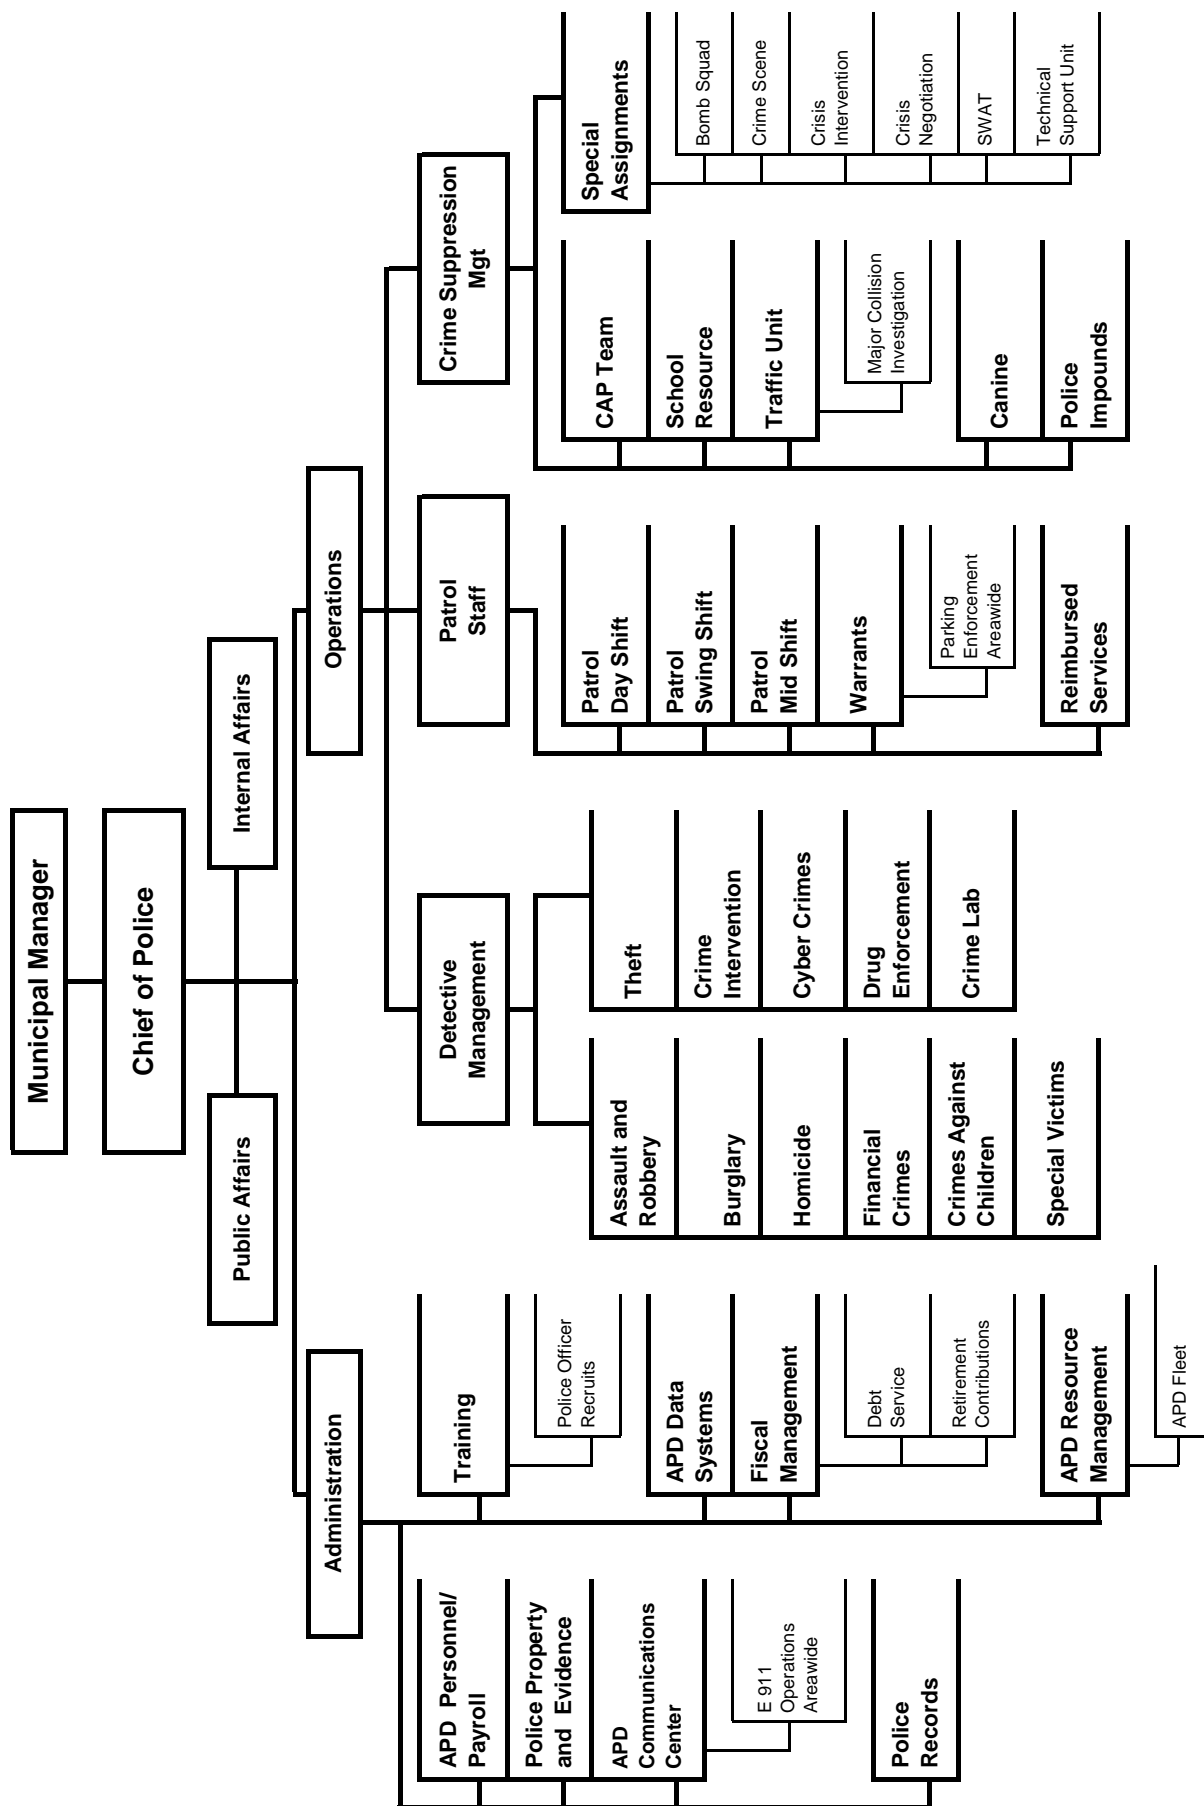 Municipal Manager
Chief of Police
Public Affairs
Internal Affairs
Administration
Operations
APD Personnel/
Payroll
Police Property
and Evidence
APD
Communications
Center
E 911
Operations
Areawide
Police
Records
Training
Police Officer
Recruits
APD Data
Systems
Fiscal
Management
Debt
Service
Retirement
Contributions
APD Resource
Management
APD Fleet
Detective
Management
Assault and
Robbery
Burglary
Homicide
Financial
Crimes
Crimes Against
Children
Special Victims
Theft
Crime
Intervention
Cyber Crimes
Drug
Enforcement
Crime Lab
Patrol
Staff
Patrol
Day Shift
Patrol
Swing Shift
Patrol
Mid Shift
Warrants
Parking
Enforcement
Areawide
Reimbursed
Services
Crime Suppression
Mgt
CAP Team
School
Resource
Traffic Unit
Major Collision
Investigation
Canine
Police
Impounds
Special
Assignments
Bomb Squad
Crime Scene
Crisis
Intervention
Crisis
Negotiation
SWAT
Technical
Support Unit